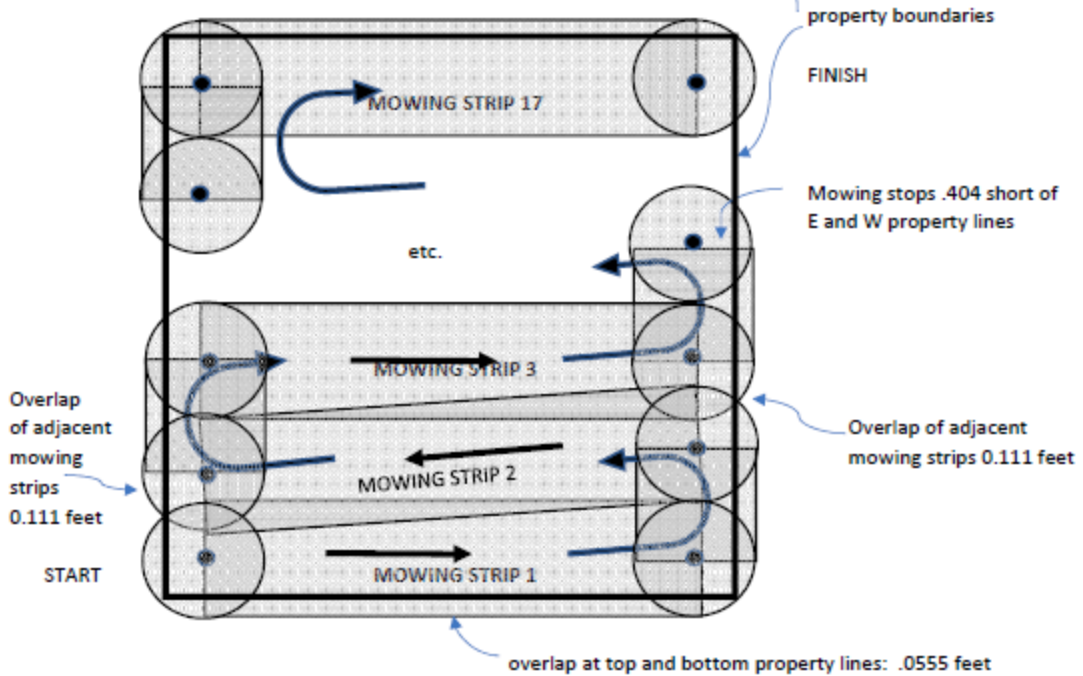 property boundaries
FINISH
MOWING STRIP 17
Mowing stops .404 short of
E and W property lines
etc.
MOWING STRIP 3
Overlap
of adjacent
mowing
strips
0.111 feet
Overlap of adjacent
mowing strips 0.111 feet
MOWING STRIP 2
START
MOWING STRIP 1
overlap at top and bottom property lines: .0555 feet